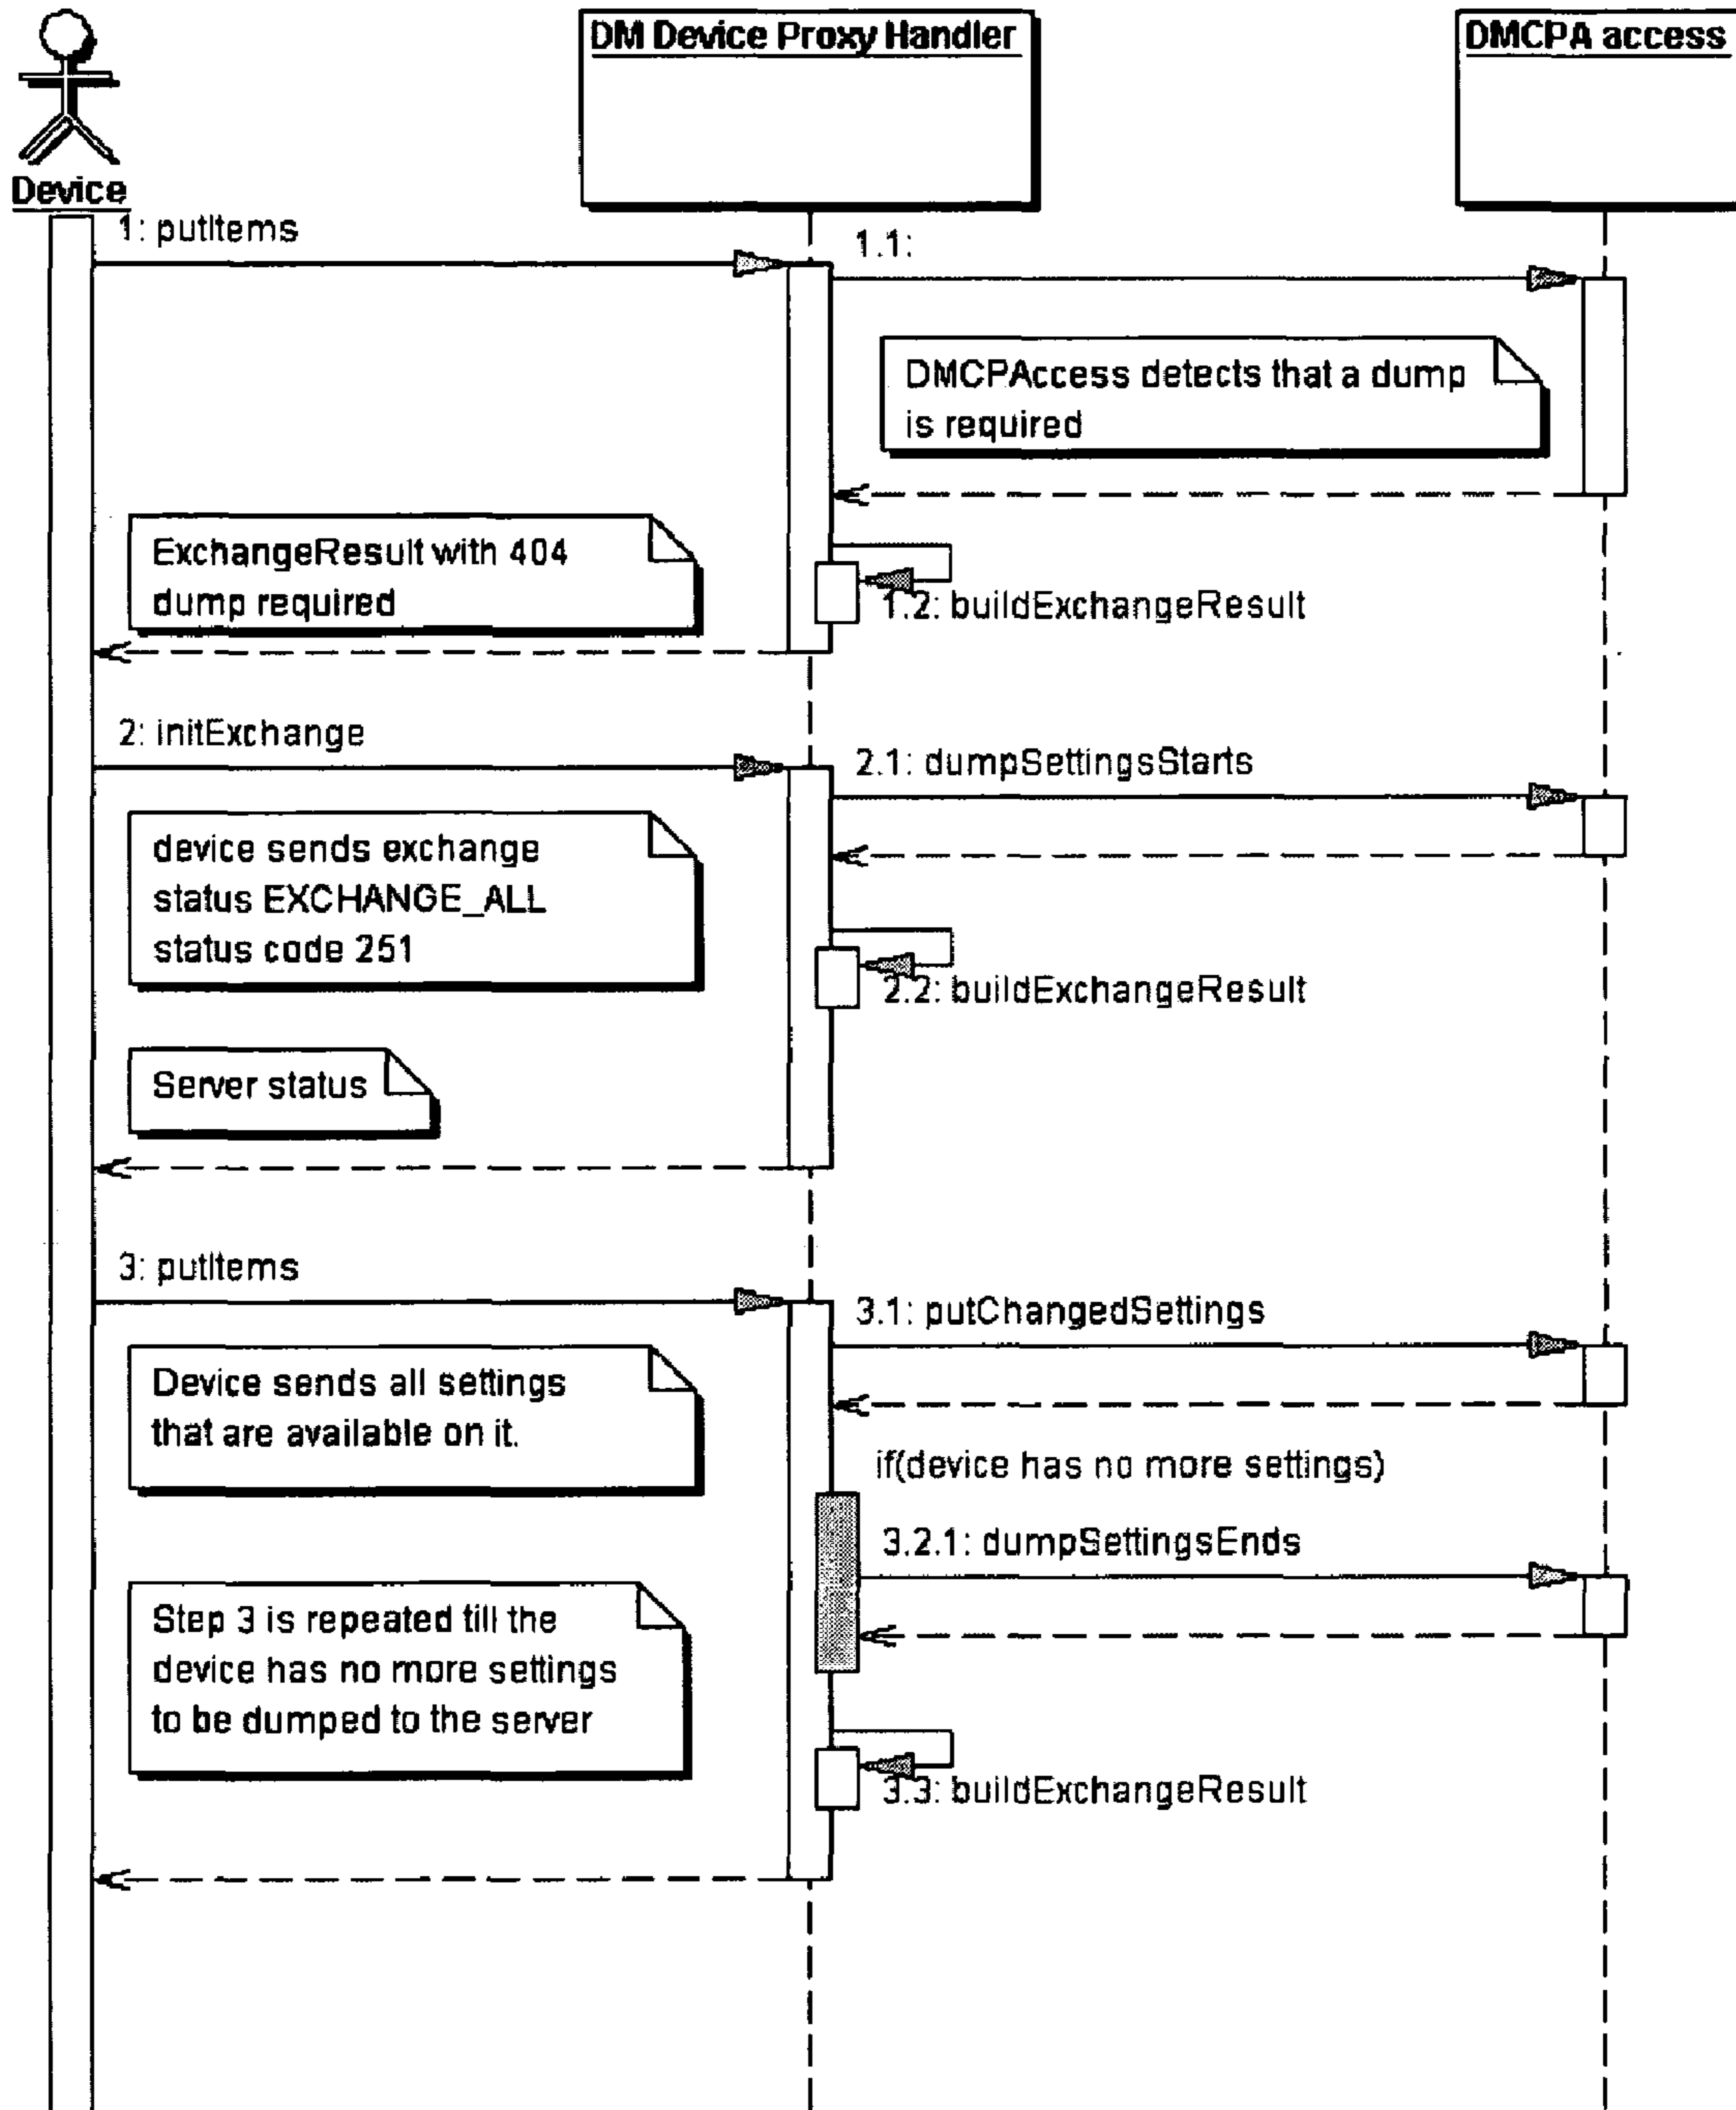 DM Device Proxy Handler
DMCPA access
Device
1: putItems
1.1:
DMCPAccess detects that a dump
is required
ExchangeResult with 404
dump required
1.2: buildExchangeResult
2: initExchange
2.1: dumpSettingsStarts
device sends exchange
status EXCHANGE_ALL
status code 251
2.2: buildExchangeResult
Server status
3: putItems
3.1: putChangedSettings
Device sends all settings
that are available on it.
if(device has no more settings)
3.2.1: dumpSettingsEnds
Step 3 is repeated till the
device has no more settings
to be dumped to the server
3.3: buildExchangeResult